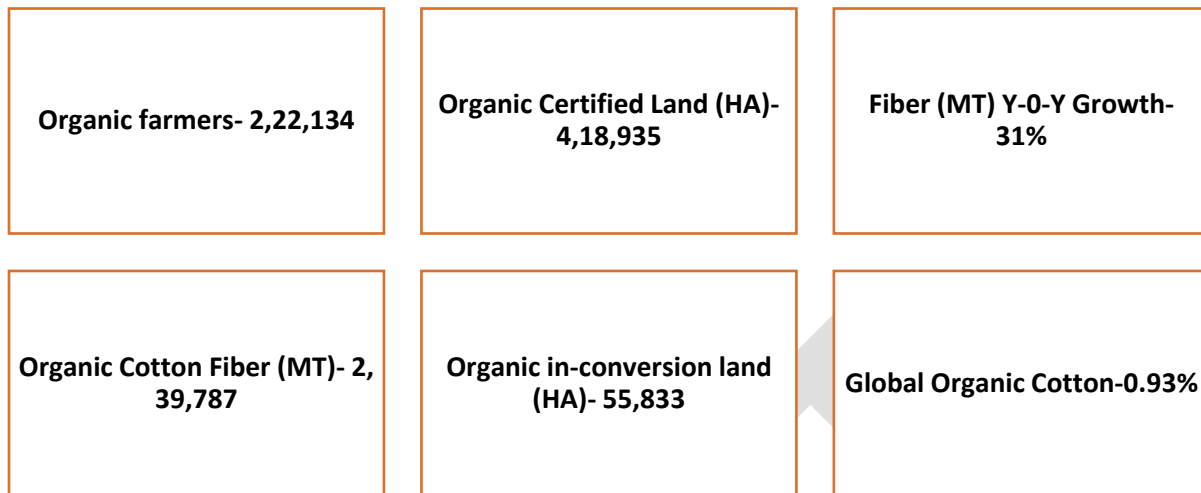 Organic farmers- 2,22,134
Organic Certified Land (HA)-
4,18,935
Fiber (MT) Y-0-Y Growth-
31%
Organic Cotton Fiber (MT)- 2,
39,787
Organic in-conversion land
(HA)- 55,833
Global Organic Cotton-0.93%